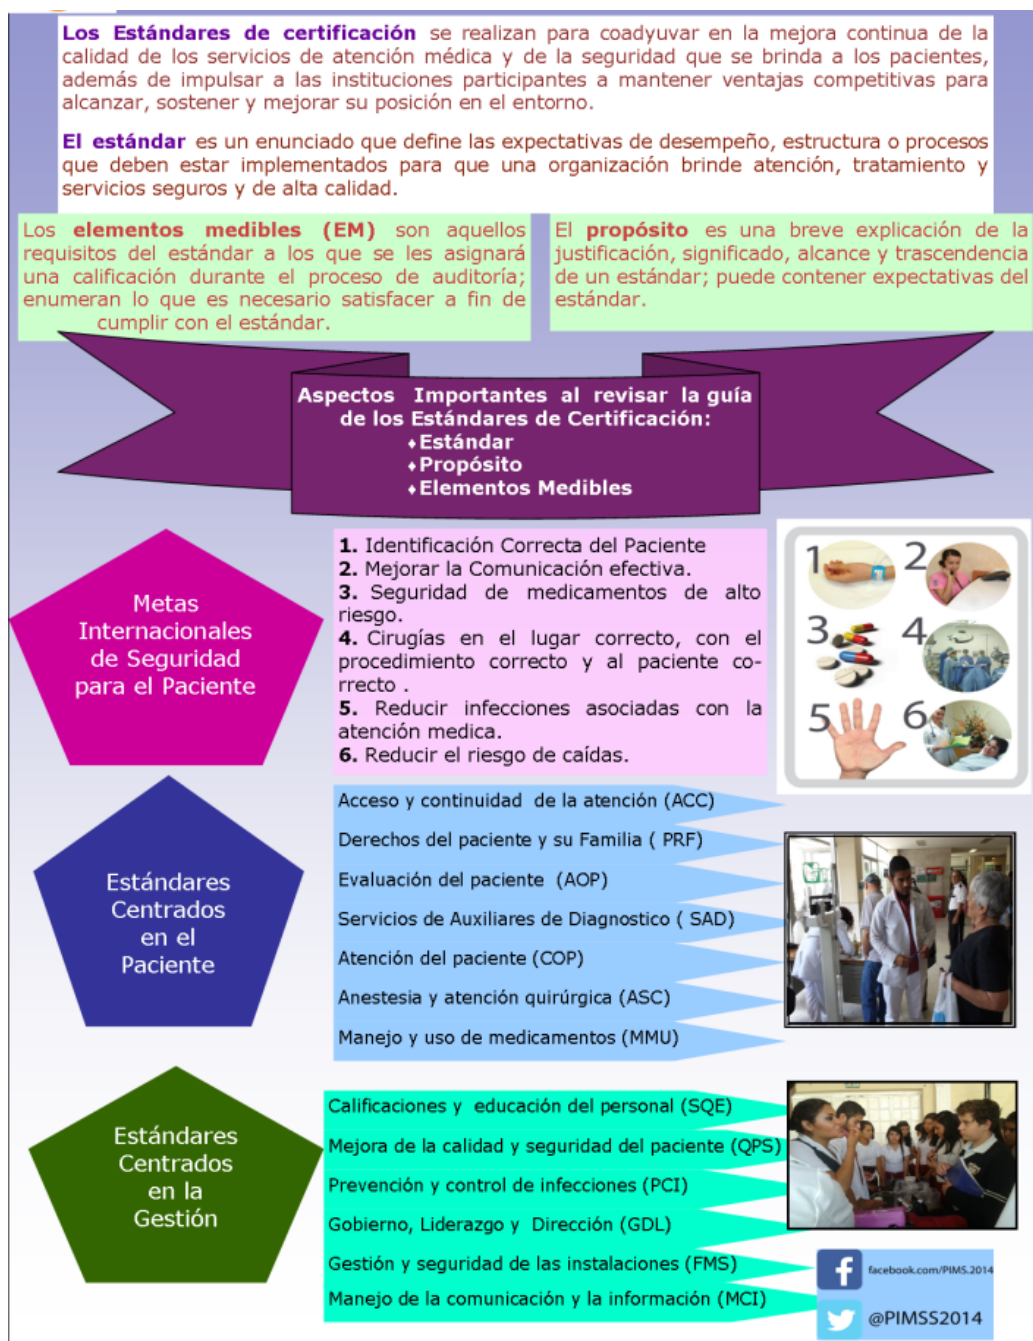 Los Estándares de certificación se realizan para coadyuvar en la mejora continua de la
calidad de los servicios de atención médica y de la seguridad que se brinda a los pacientes,
además de impulsar a las instituciones participantes a mantener ventajas competitivas para
alcanzar, sostener y mejorar su posición en el entorno.
El estándar es un enunciado que define las expectativas de desempeño, estructura o procesos
que deben estar implementados para que una organización brinde atención, tratamiento y
servicios seguros y de alta calidad.
Los elementos medibles (EM) son aquellos
requisitos del estándar a los que se les asignará
una calificación durante el proceso de auditoría;
enumeran lo que es necesario satisfacer a fin de
cumplir con el estándar.
El propósito es una breve explicación de la
justificación, significado, alcance y trascendencia
de un estándar; puede contener expectativas del
estándar.
Aspectos Importantes al revisar la guía
de los Estándares de Certificación:
♦Estándar
♦Propósito
♦Elementos Medibles
Metas
Internacionales
de Seguridad
para el Paciente
1. Identificación Correcta del Paciente
2. Mejorar la Comunicación efectiva.
3. Seguridad de medicamentos de alto
riesgo.
4. Cirugías en el lugar correcto, con el
procedimiento correcto y al paciente co-
rrecto .
5. Reducir infecciones asociadas con la
atención medica.
6. Reducir el riesgo de caídas.
1 2
3 4
5 6
Estándares
Centrados
en el
Paciente
Acceso y continuidad de la atención (ACC)
Derechos del paciente y su Familia ( PRF)
Evaluación del paciente (AOP)
Servicios de Auxiliares de Diagnostico ( SAD)
Atención del paciente (COP)
Anestesia y atención quirúrgica (ASC)
Manejo y uso de medicamentos (MMU)
Estándares
Centrados
en la
Gestión
Calificaciones y educación del personal (SQE)
Mejora de la calidad y seguridad del paciente (QPS)
Prevención y control de infecciones (PCI)
Gobierno, Liderazgo y Dirección (GDL)
Gestión y seguridad de las instalaciones (FMS)
Manejo de la comunicación y la información (MCI)
facebook.com/PIMS.2014
@PIMSS2014